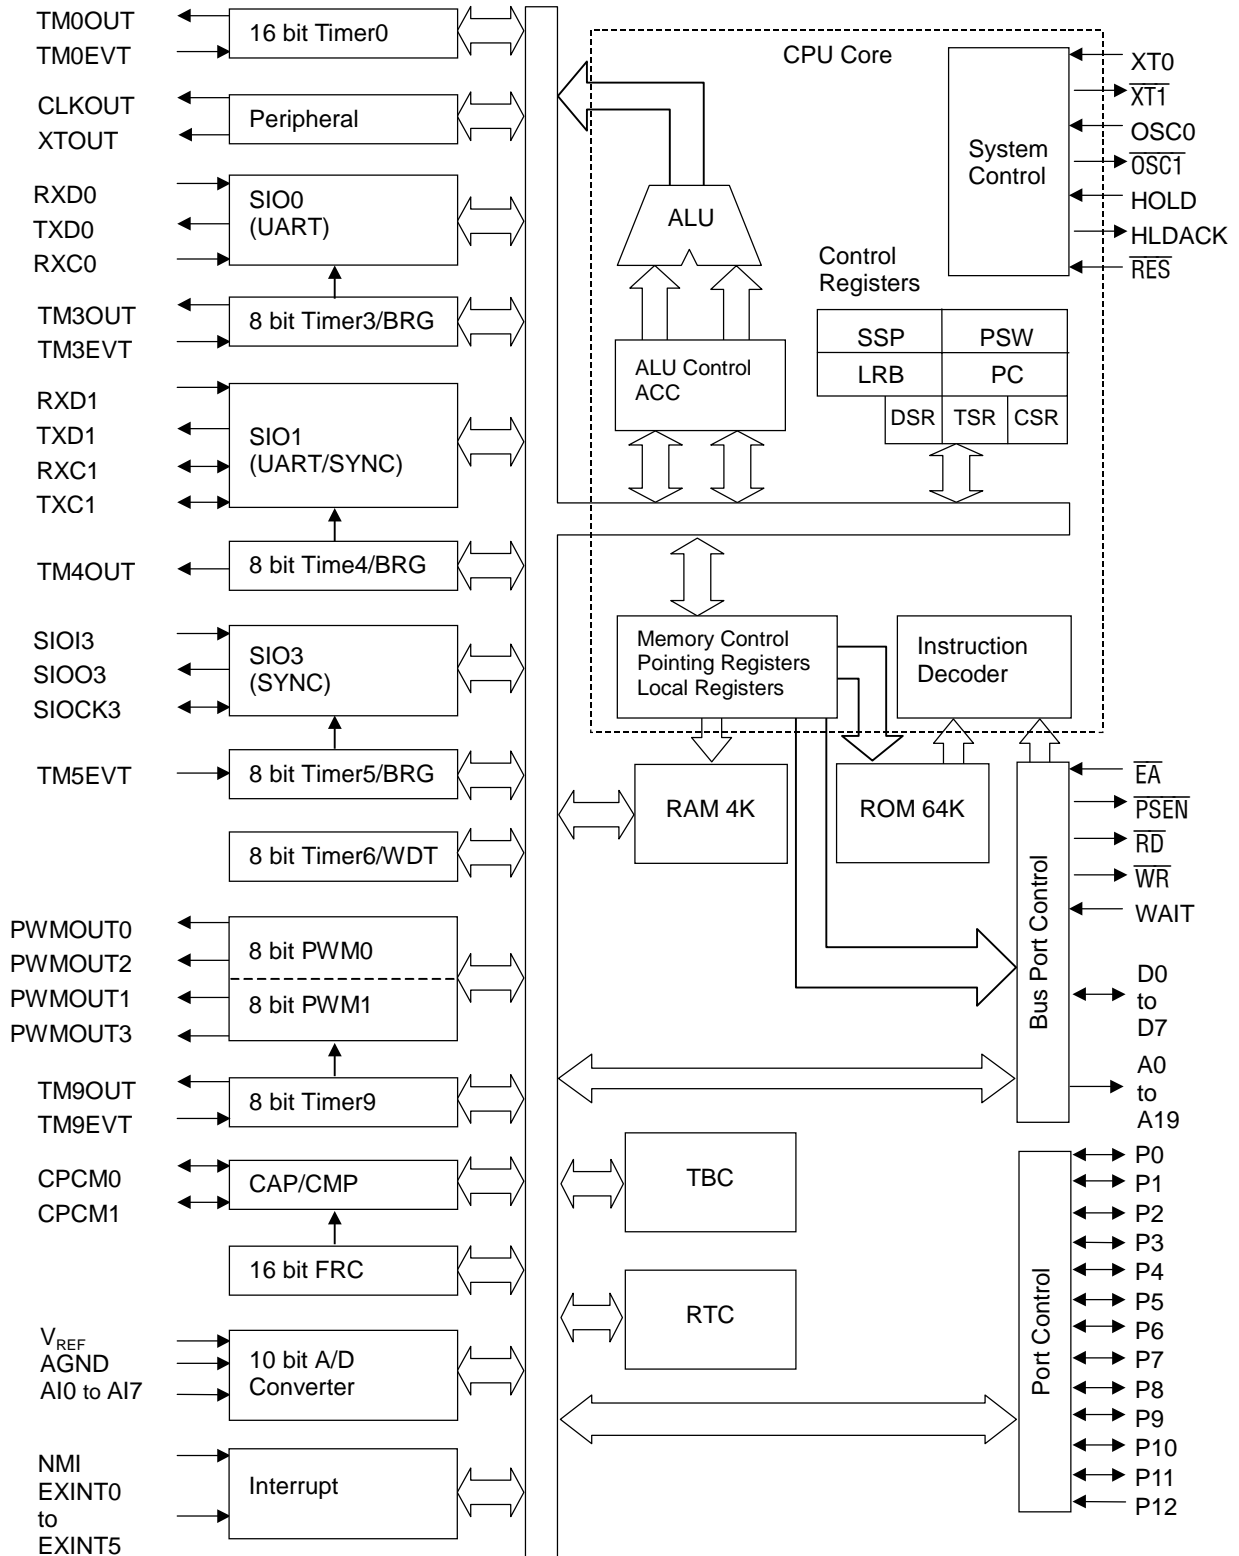 TM0OUT
TM0EVT
16 bit Timer0
CLKOUT
XTOUT
Peripheral
RXD0
TXD0
RXC0
SIO0
(UART)
TM3OUT
TM3EVT
8 bit Timer3/BRG
RXD1
TXD1
RXC1
TXC1
SIO1
(UART/SYNC)
TM4OUT
8 bit Time4/BRG
SIOI3
SIOO3
SIOCK3
SIO3
(SYNC)
TM5EVT
8 bit Timer5/BRG
8 bit Timer6/WDT
PWMOUT0
PWMOUT2
PWMOUT1
PWMOUT3
8 bit PWM0
8 bit PWM1
TM9OUT
TM9EVT
8 bit Timer9
CPCM0
CPCM1
CAP/CMP
16 bit FRC
VREF
AGND
AI0 to AI7
10 bit A/D
Converter
NMI
EXINT0
to
EXINT5
Interrupt
CPU Core
ALU
ALU Control
ACC
Control
Registers
SSP PSW
LRB PC
DSR TSR CSR
System
Control
XT0
X̅T̅1̅
OSC0
O̅S̅C̅1̅
HOLD
HLDACK
R̅E̅S̅
Memory Control
Pointing Registers
Local Registers
Instruction
Decoder
RAM 4K
ROM 64K
Bus Port Control
E̅A̅
P̅S̅E̅N̅
R̅D̅
W̅R̅
WAIT
D0
to
D7
A0
to
A19
TBC
RTC
Port Control
P0
P1
P2
P3
P4
P5
P6
P7
P8
P9
P10
P11
P12